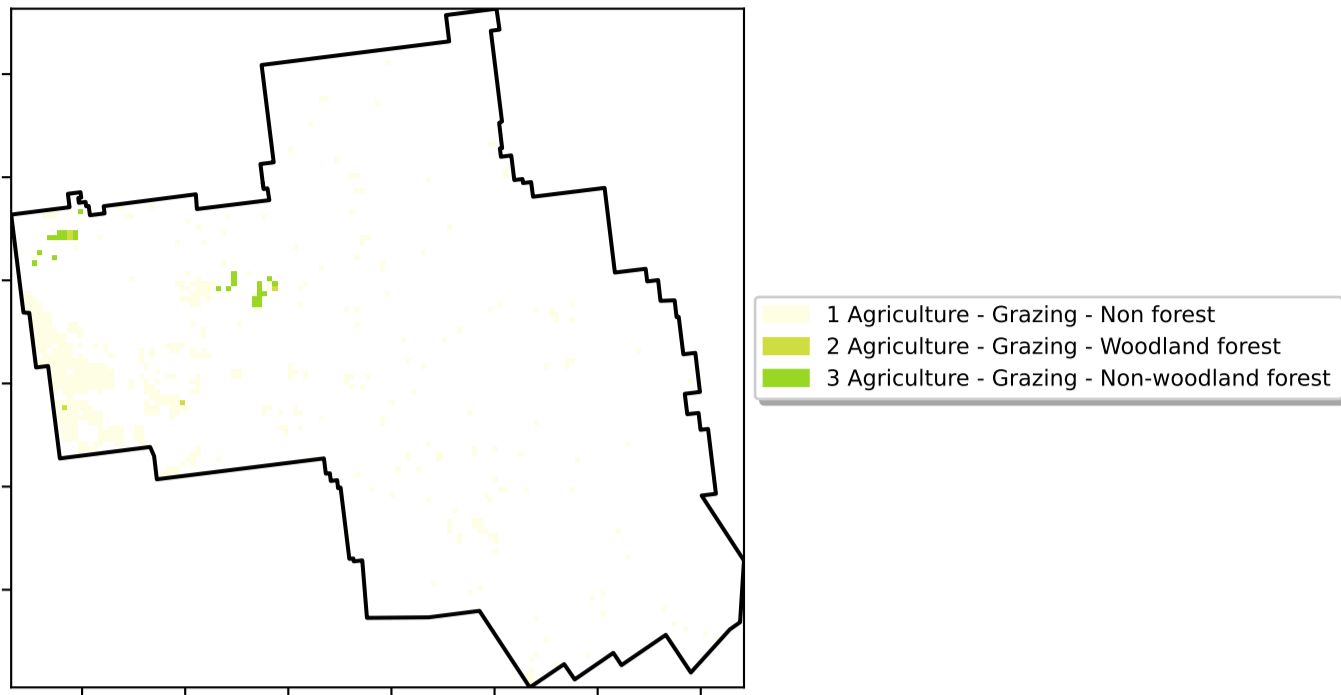 1 Agriculture - Grazing - Non forest
2 Agriculture - Grazing - Woodland forest
3 Agriculture - Grazing - Non-woodland forest